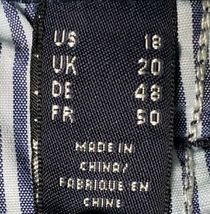 US 18
UK 20
DE 48
FR 50
MADE IN
CHINA/
FABRIQUE EN
CHINE